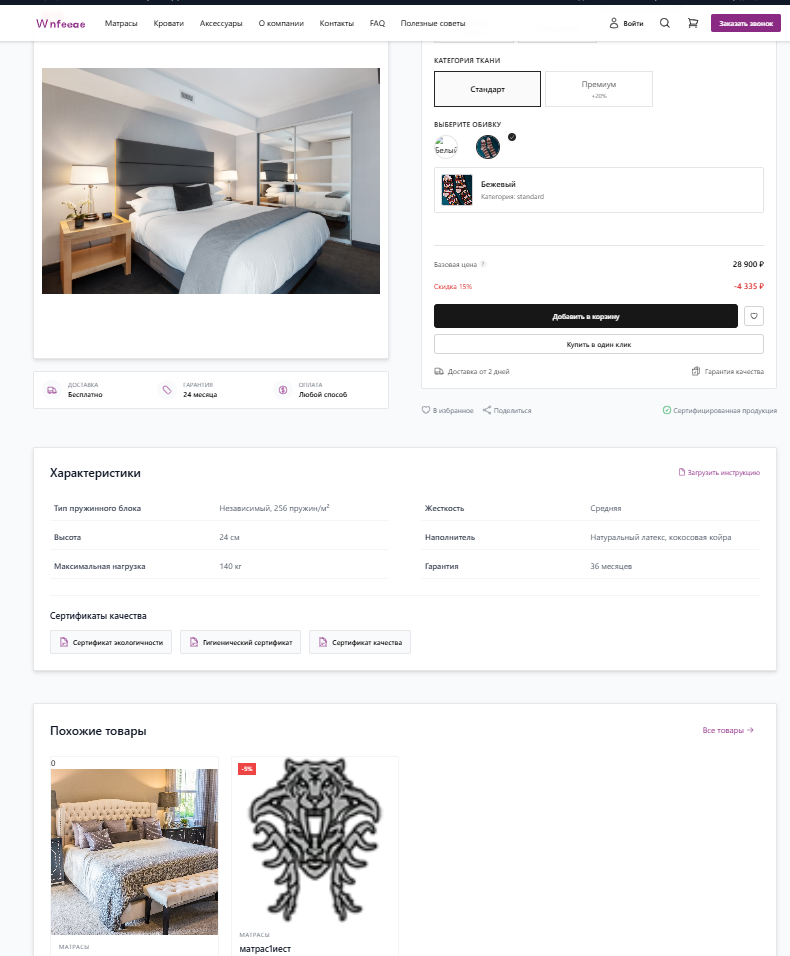 Wnfeeae
Матрасы
Кровати
Аксессуары
О компании
Контакты
FAQ
Полезные советы
Войти
Заказать звонок
КАТЕГОРИЯ ТКАНИ
Стандарт
Премиум
+20%
ВЫБЕРИТЕ ОБИВКУ
Белый
Бежевый
Категория: standard
Базовая цена ?
28 900 ₽
Скидка 15%
-4 335 ₽
Добавить в корзину
Купить в один клик
Доставка от 2 дней
Гарантия качества
ДОСТАВКА
Бесплатно
ГАРАНТИЯ
24 месяца
ОПЛАТА
Любой способ
В избранное
Поделиться
Сертифицированная продукция
Характеристики
Загрузить инструкцию
Тип пружинного блока
Независимый, 256 пружин/м²
Жесткость
Средняя
Высота
24 см
Наполнитель
Натуральный латекс, кокосовая койра
Максимальная нагрузка
140 кг
Гарантия
36 месяцев
Сертификаты качества
Сертификат экологичности
Гигиенический сертификат
Сертификат качества
Похожие товары
Все товары →
0
-5%
МАТРАСЫ
МАТРАСЫ
матрас1иест